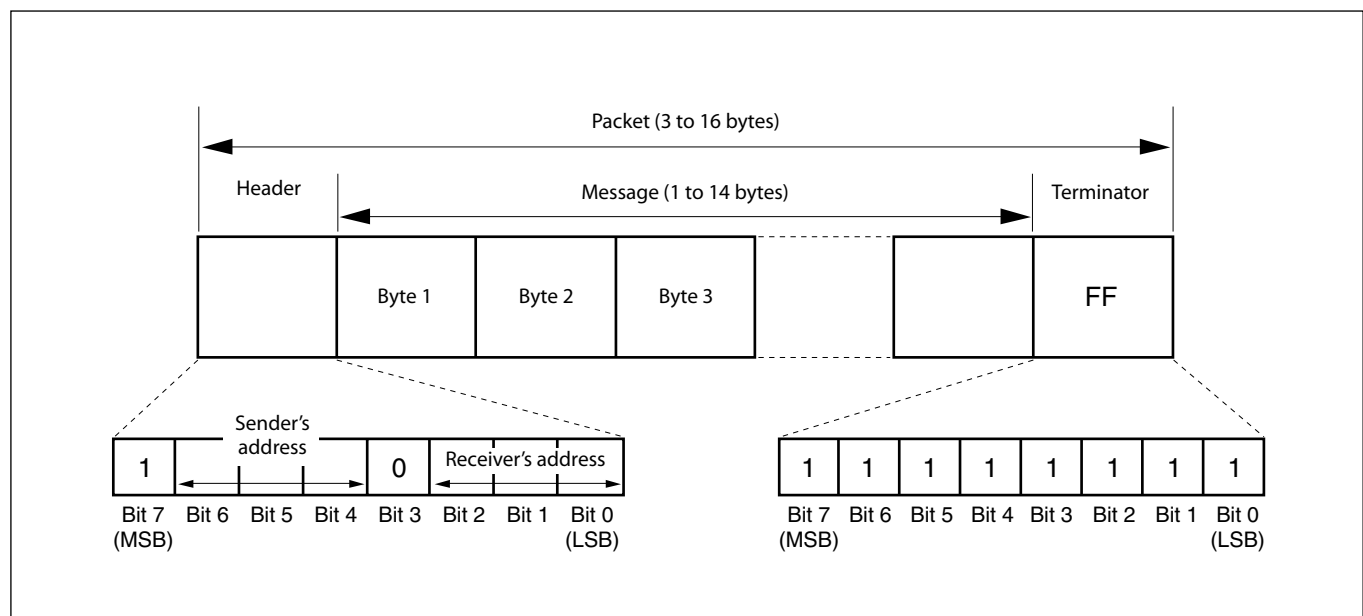 Packet (3 to 16 bytes)
Header
Message (1 to 14 bytes)
Terminator
Byte 1
Byte 2
Byte 3
FF
Sender's
address
1
0
Receiver's address
Bit 7
(MSB)
Bit 6
Bit 5
Bit 4
Bit 3
Bit 2
Bit 1
Bit 0
(LSB)
1 1 1 1 1 1 1 1
Bit 7
(MSB)
Bit 6
Bit 5
Bit 4
Bit 3
Bit 2
Bit 1
Bit 0
(LSB)